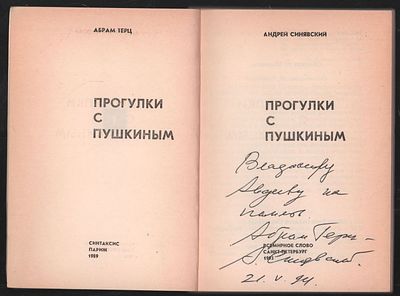 АБРАМ ТЕРЦ
ПРОГУЛКИ
С
ПУШКИНЫМ
СИНТАКСИС
ПАРИЖ
1989
АНДРЕЙ СИНЯВСКИЙ
ПРОГУЛКИ
С
ПУШКИНЫМ
Владимиру
Авдееву на
память
Абрам Терц -
ВСЕМИРНОЕ СЛОВО
САНКТ-ПЕТЕРБУРГ
Синявский.
21.V.94.